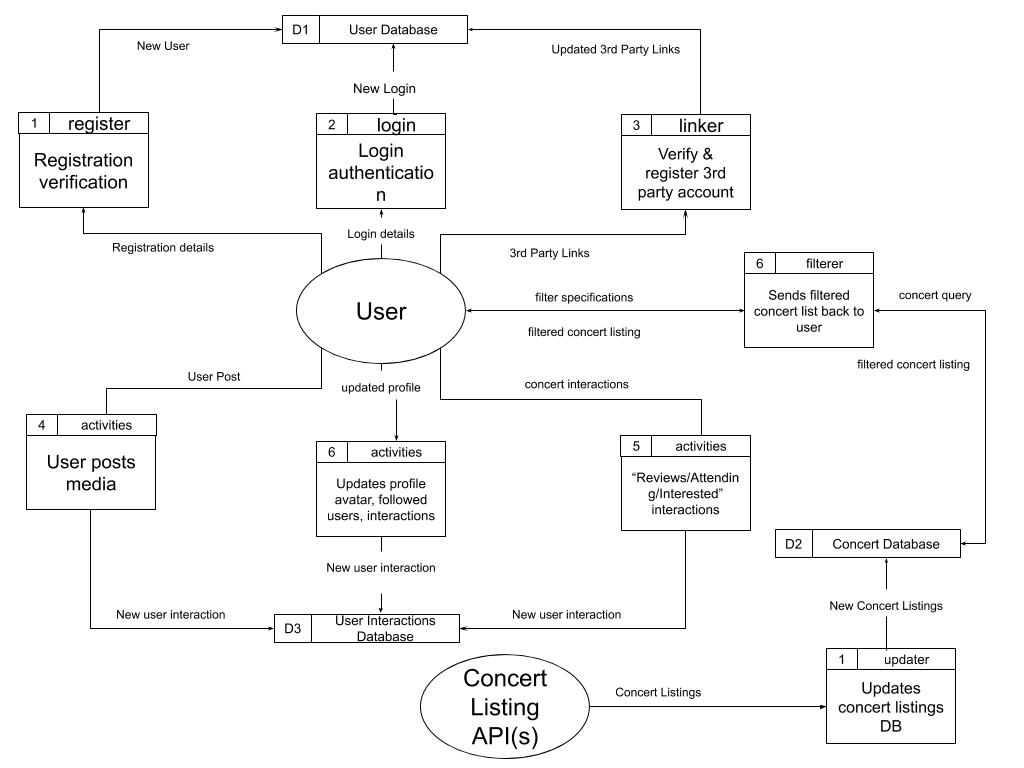 D1
User Database
New User
Updated 3rd Party Links
New Login
1
register
Registration
verification
2
login
Login
authenticatio
n
3
linker
Verify &
register 3rd
party account
Registration details
Login details
3rd Party Links
User
6
filterer
Sends filtered
concert list back to
user
filter specifications
filtered concert listing
concert query
filtered concert listing
User Post
updated profile
concert interactions
4
activities
User posts
media
6
activities
Updates profile
avatar, followed
users, interactions
5
activities
“Reviews/Attendin
g/Interested”
interactions
D2
Concert Database
New user interaction
New user interaction
New user interaction
D3
User Interactions
Database
New Concert Listings
Concert
Listing
API(s)
Concert Listings
1
updater
Updates
concert listings
DB